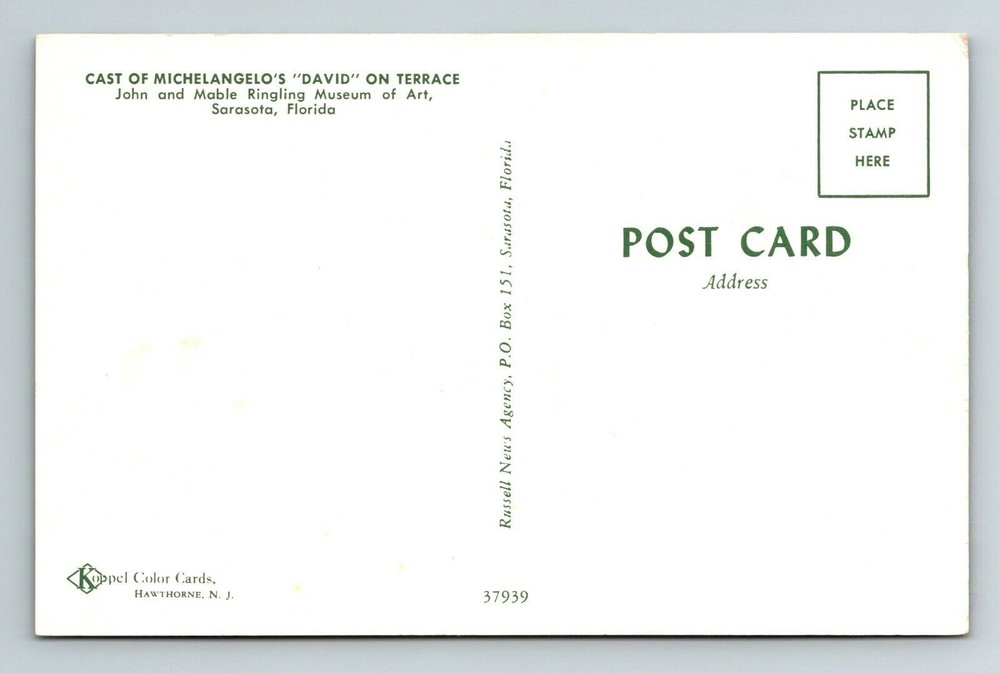 CAST OF MICHELANGELO'S "DAVID" ON TERRACE
John and Mable Ringling Museum of Art,
Sarasota, Florida
Russell News Agency, P.O. Box 151, Sarasota, Florida
PLACE
STAMP
HERE
POST CARD
Address
Koppel Color Cards,
HAWTHORNE, N. J.
37939